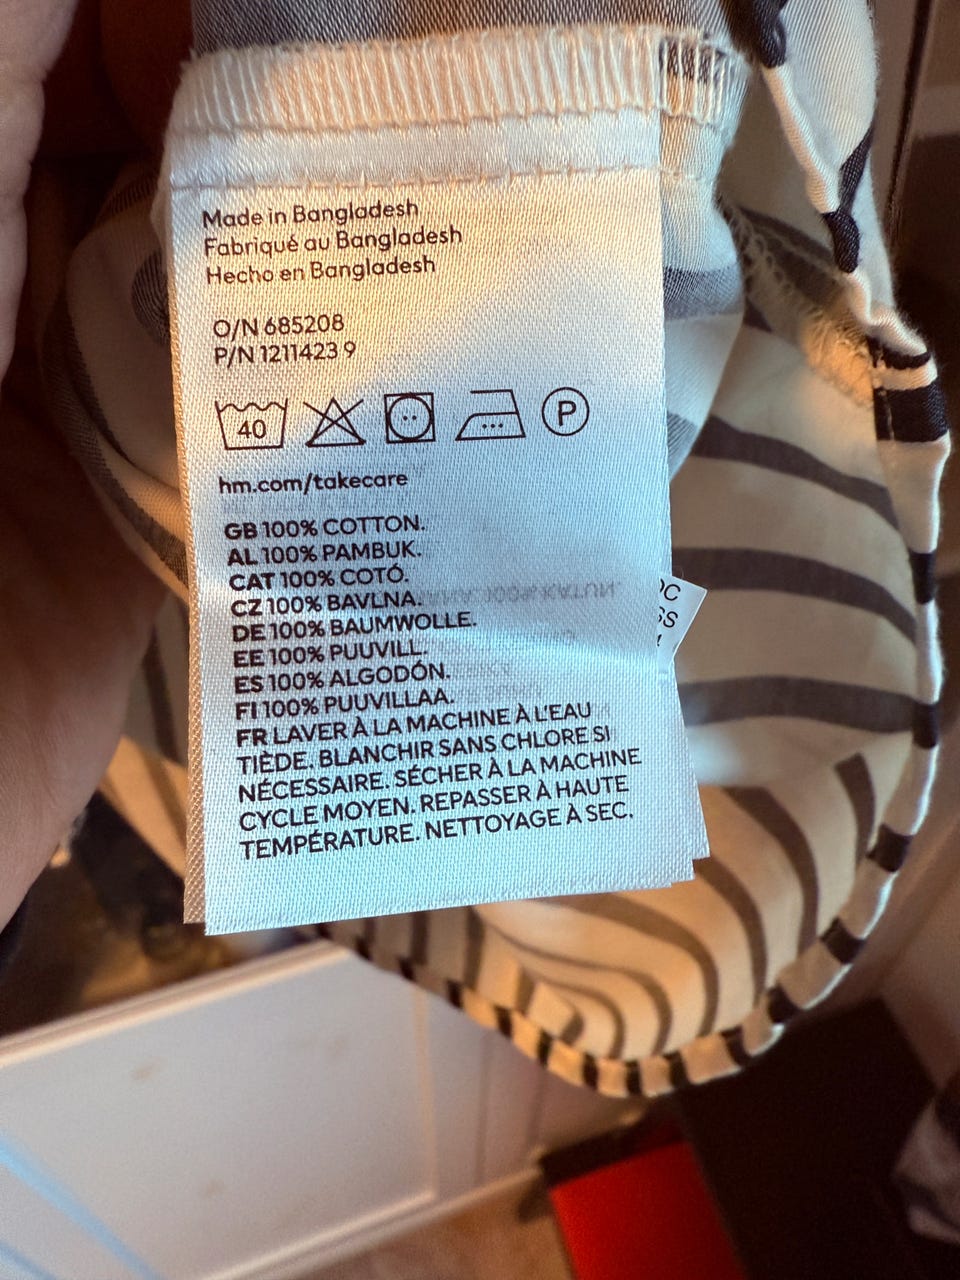 Made in Bangladesh
Fabriqué au Bangladesh
Hecho en Bangladesh
O/N 685208
P/N 1211423 9
40 P
hm.com/takecare
GB 100% COTTON.
AL 100% PAMBUK.
CAT 100% COTÓ.
CZ 100% BAVLNA.
DE 100% BAUMWOLLE.
EE 100% PUUVILL.
ES 100% ALGODÓN.
FI 100% PUUVILLAA.
FR LAVER À LA MACHINE À L'EAU
TIÈDE. BLANCHIR SANS CHLORE SI
NÉCESSAIRE. SÉCHER À LA MACHINE
CYCLE MOYEN. REPASSER À HAUTE
TEMPÉRATURE. NETTOYAGE À SEC.